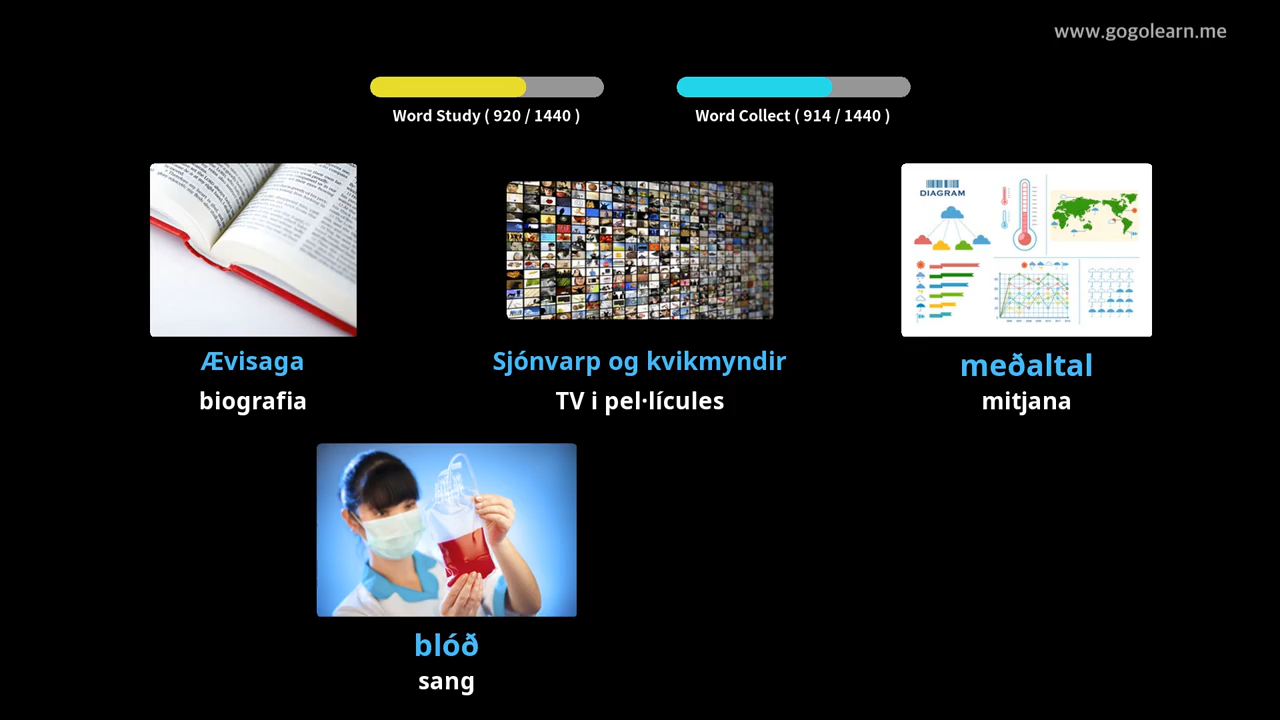 www.gogolearn.me
Word Study ( 920 / 1440 )
Word Collect ( 914 / 1440 )
DIAGRAM
Ævisaga
biografia
Sjónvarp og kvikmyndir
TV i pel·lícules
meðaltal
mitjana
blóð
sang